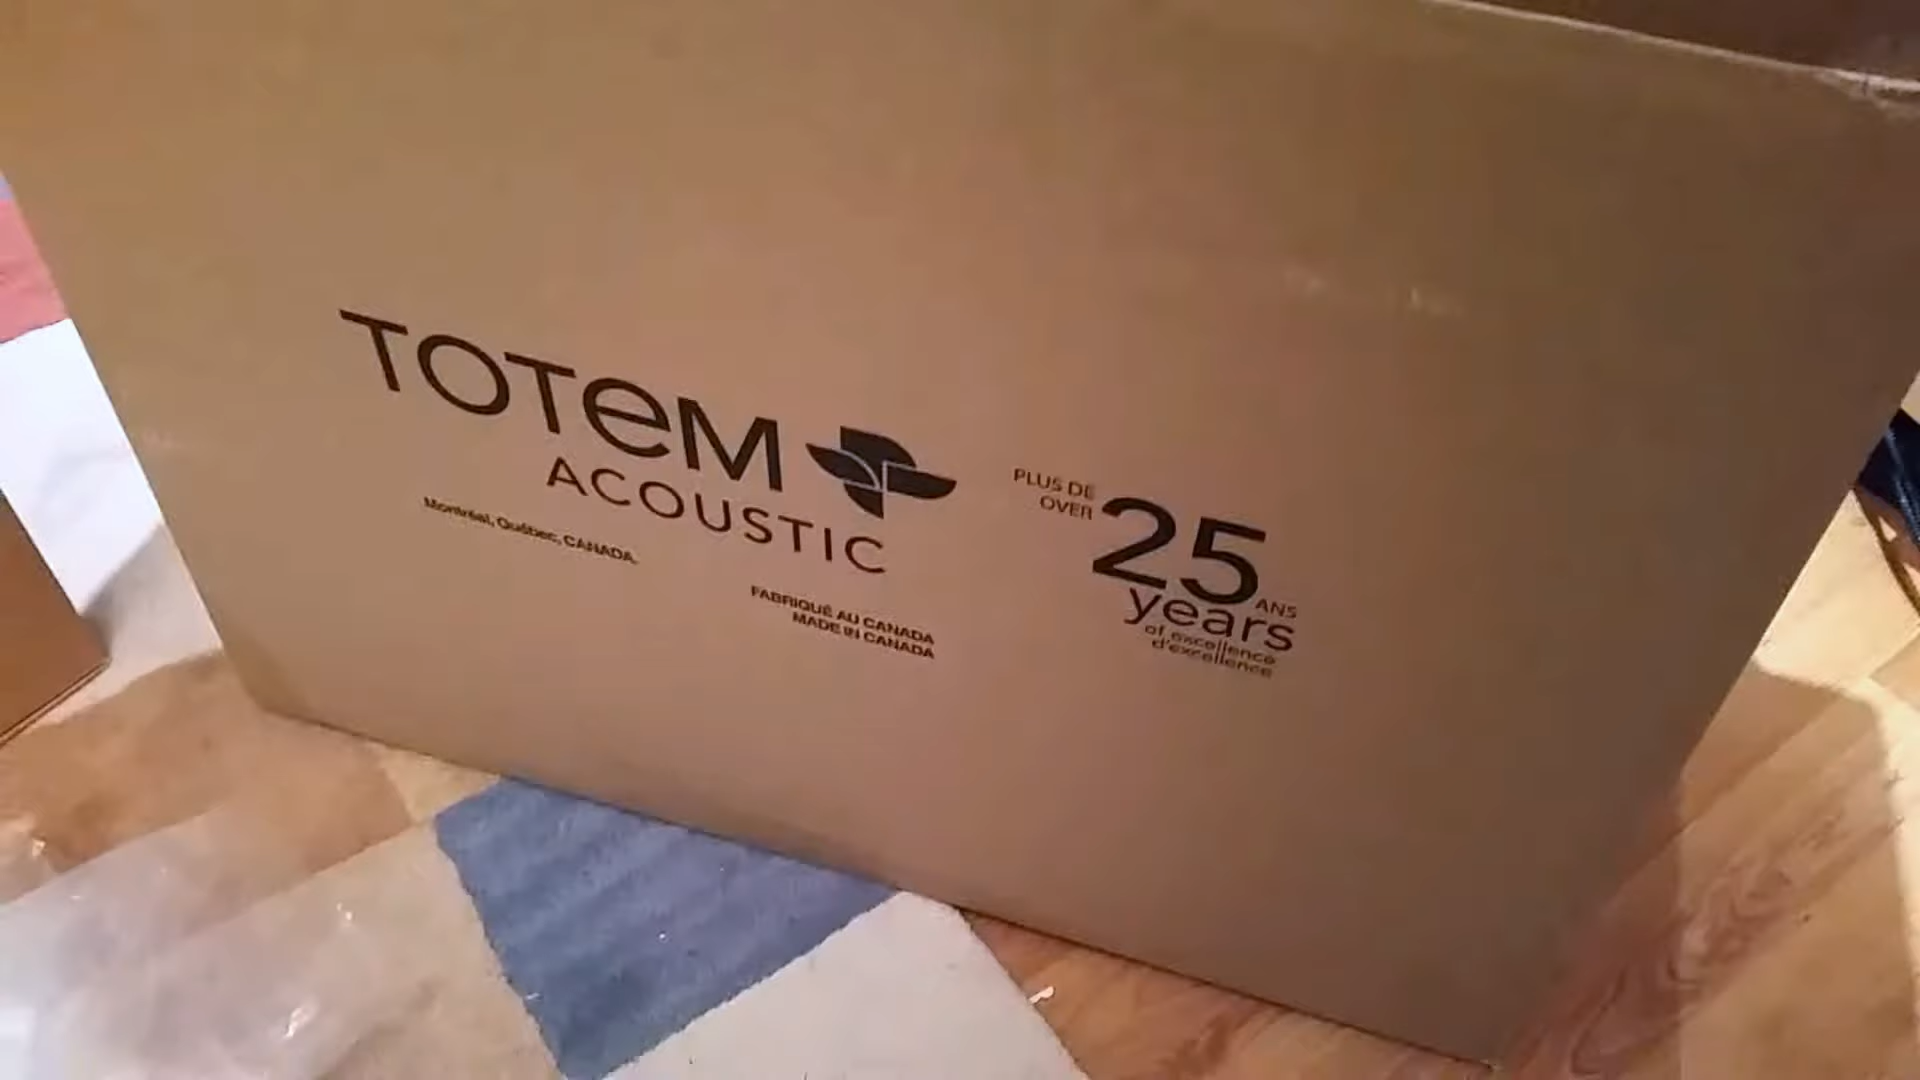 TOTeM
ACOUSTIC
Montréal, Québec, CANADA.
FABRIQUÉ AU CANADA
MADE IN CANADA
PLUS DE
OVER
25
ANS
years
of excellence
d'excellence